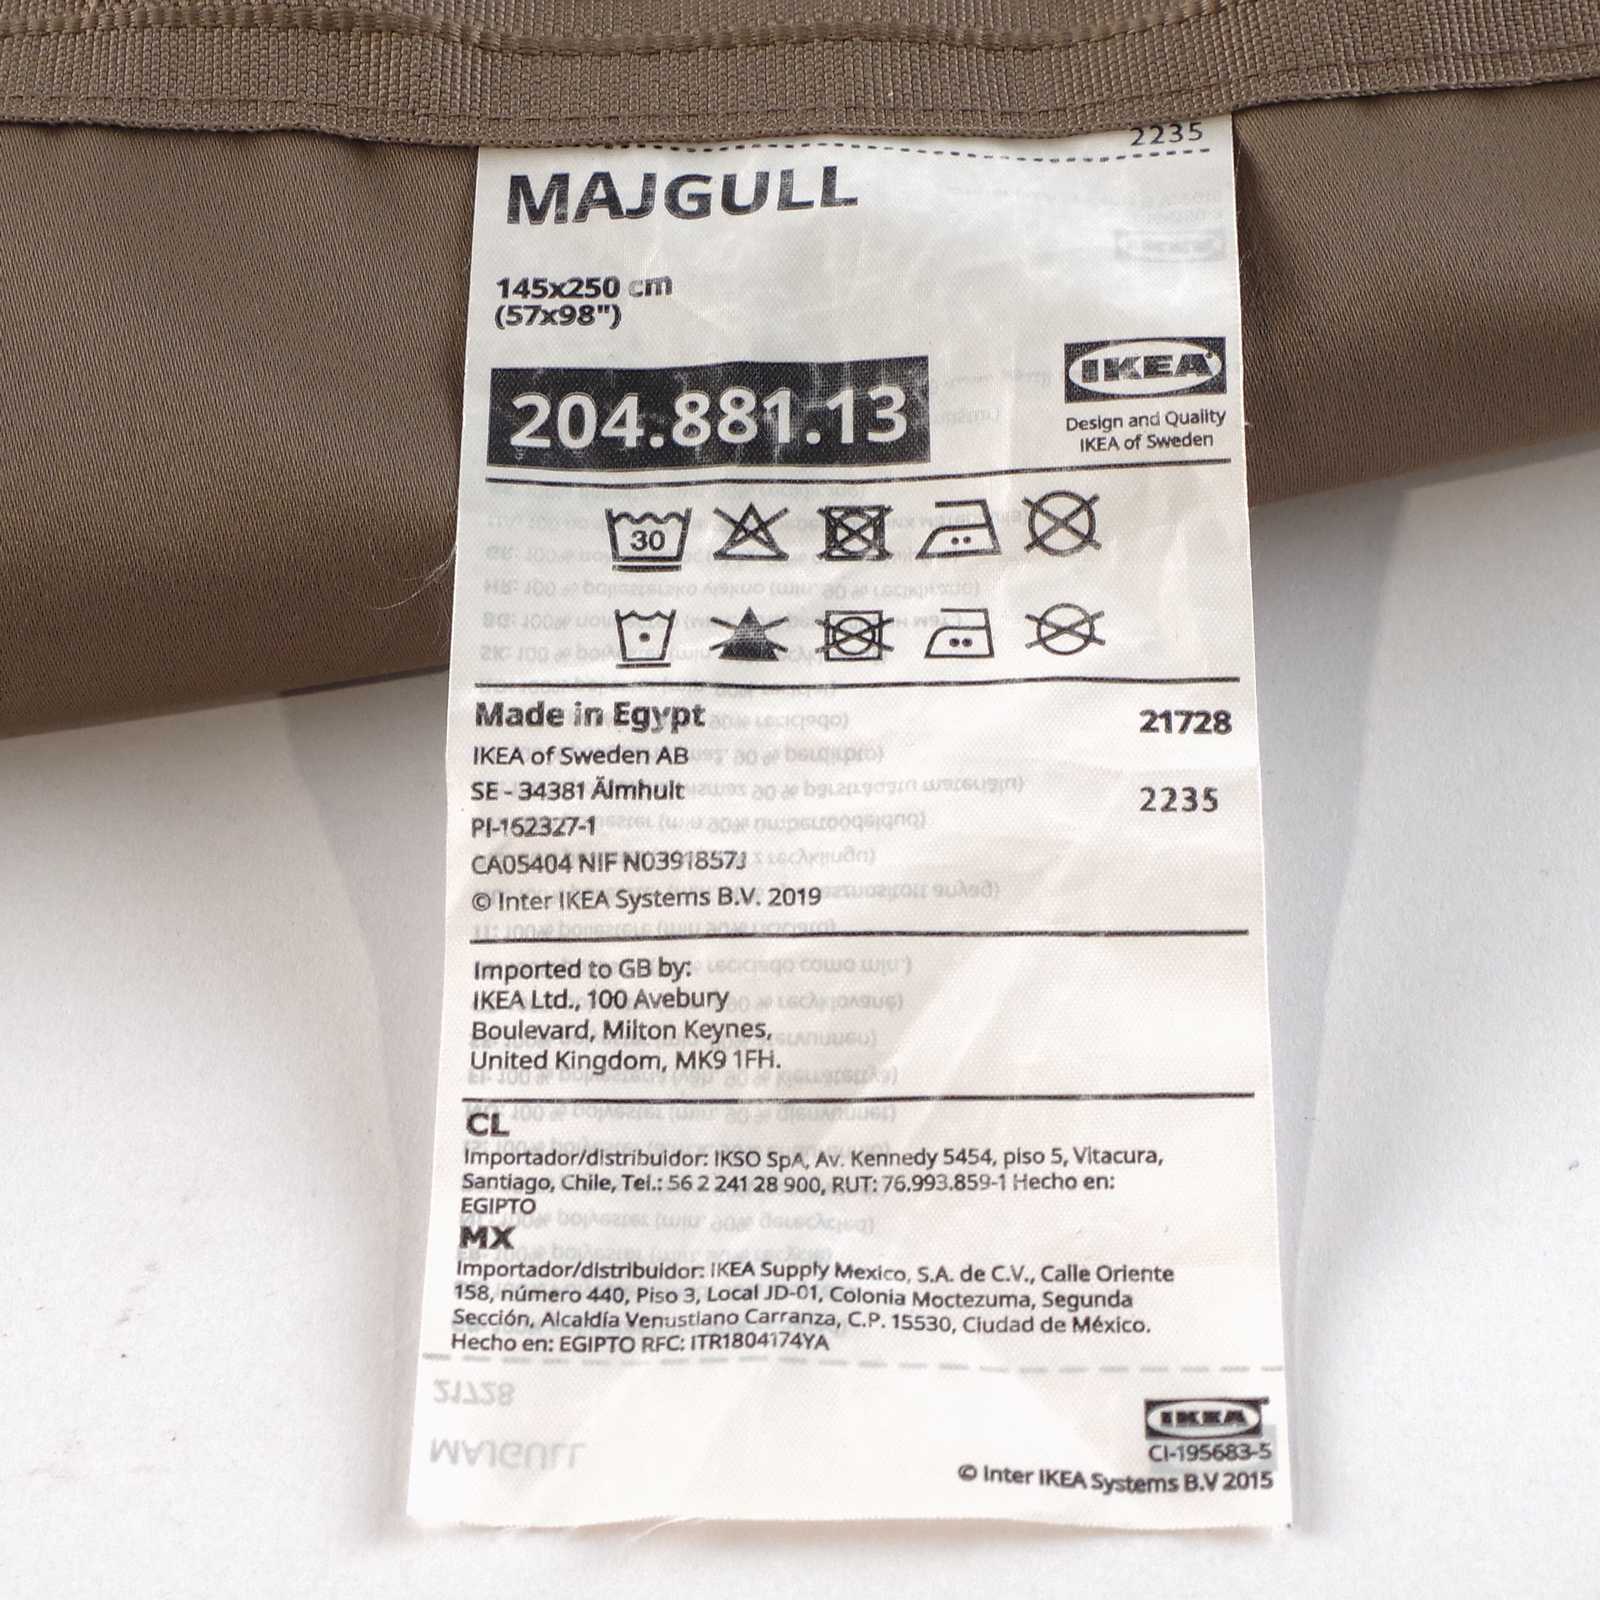 2235
MAJGULL
145x250 cm
(57x98")
204.881.13
IKEA
Design and Quality
IKEA of Sweden
30
Made in Egypt
21728
IKEA of Sweden AB
SE - 34381 Älmhult
2235
PI-152327-1
CA05404 NIF N0391857J
© Inter IKEA Systems B.V. 2019
Imported to GB by:
IKEA Ltd., 100 Avebury
Boulevard, Milton Keynes,
United Kingdom, MK9 1FH.
CL
Importador/distribuidor: IKSO SpA, Av. Kennedy 5454, piso 5, Vitacura,
Santiago, Chile, Tel.: 56 2 241 28 900, RUT: 76.993.859-1 Hecho en:
EGIPTO
MX
Importador/distribuidor: IKEA Supply Mexico, S.A. de C.V., Calle Oriente
158, número 440, Piso 3, Local JD-01, Colonia Moctezuma, Segunda
Sección, Alcaldía Venustiano Carranza, C.P. 15530, Ciudad de México.
Hecho en: EGIPTO RFC: ITR1804174YA
21728
MAJGULL
IKEA
CI-195683-5
© Inter IKEA Systems B.V 2015